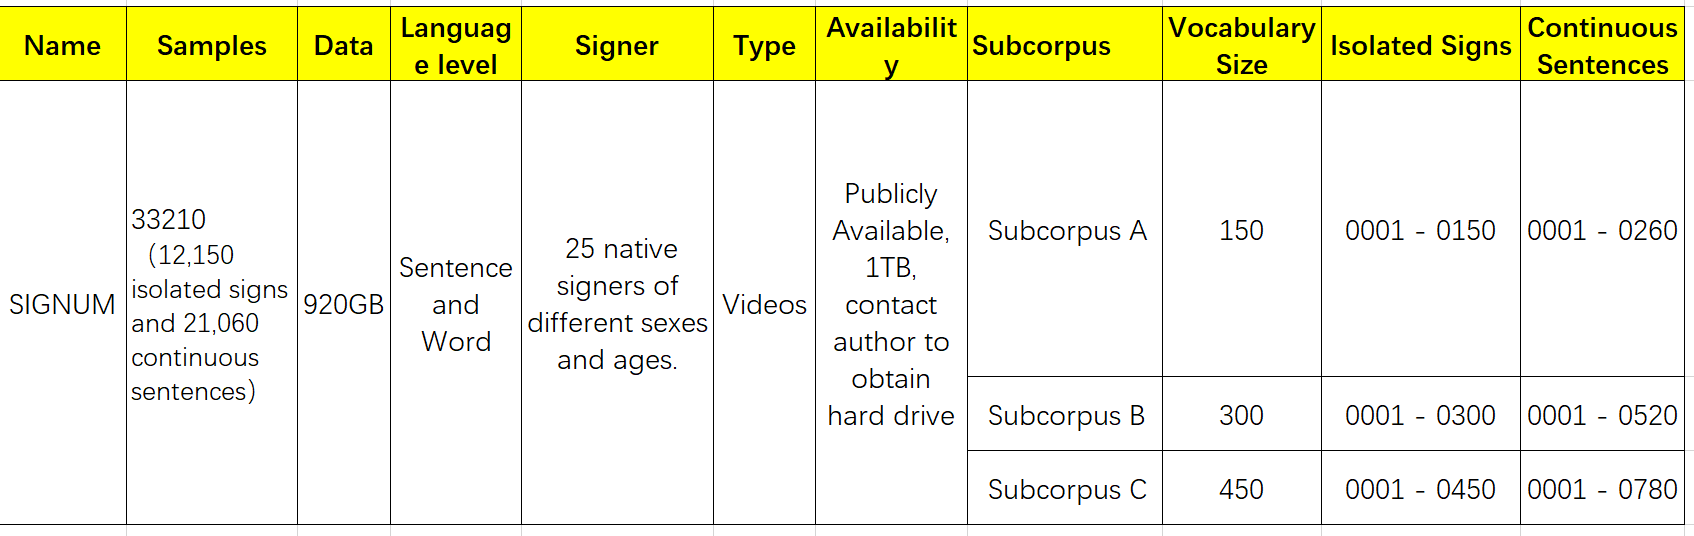 Name
Samples
Data
Languag
e level
Signer
Type
Availabilit
y
Subcorpus
Vocabulary
Size
Isolated Signs
Continuous
Sentences
SIGNUM
33210
（12,150
isolated signs
and 21,060
continuous
sentences）
920GB
Sentence
and
Word
25 native
signers of
different sexes
and ages.
Videos
Publicly
Available,
1TB,
contact
author to
obtain
hard drive
Subcorpus A
150
0001 - 0150
0001 - 0260
Subcorpus B
300
0001 - 0300
0001 - 0520
Subcorpus C
450
0001 - 0450
0001 - 0780